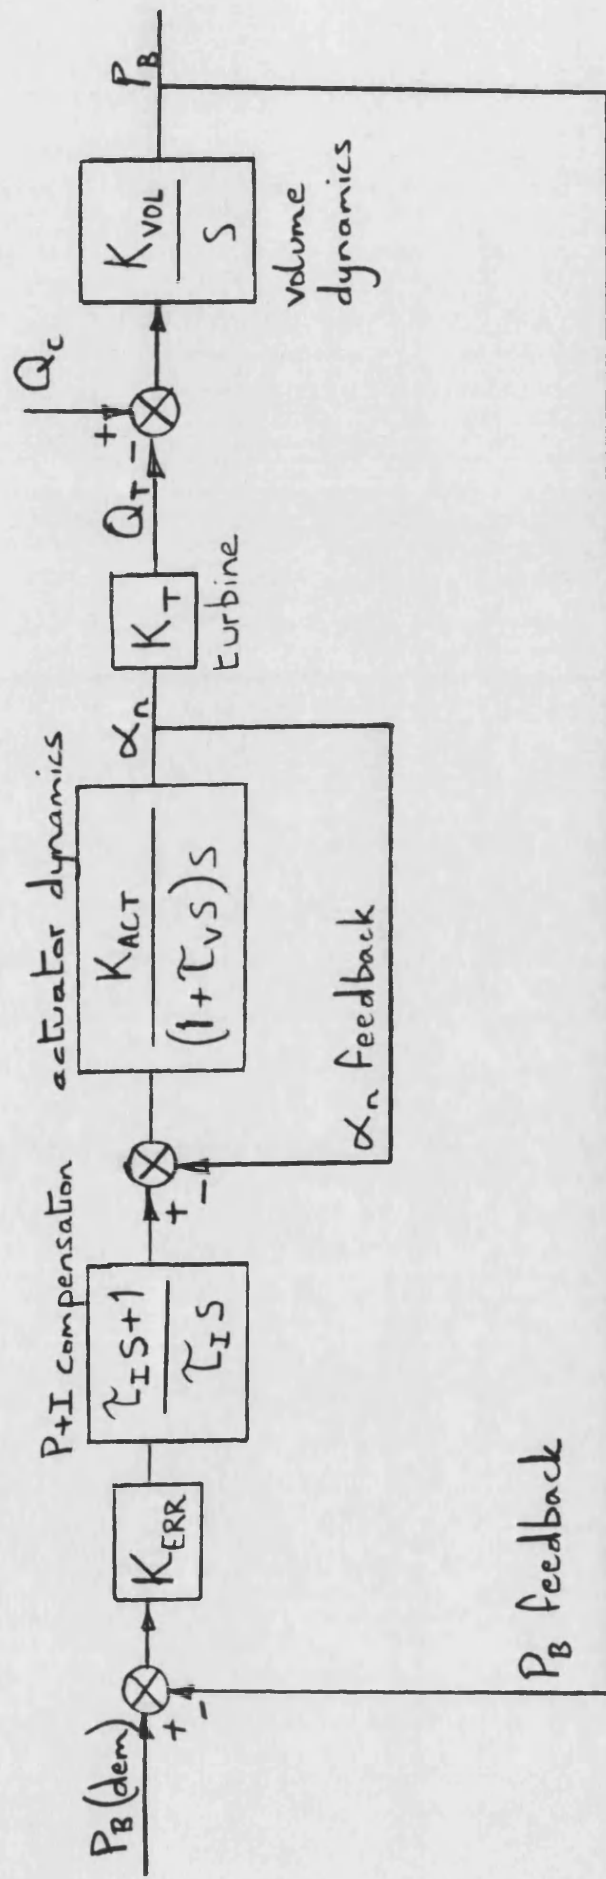 P_B(dem)
+
-
K_ERR
P+I compensation
τ_I S+1
τ_I S
+
-
actuator dynamics
K_ACT
(1+τ_V S)S
α_n
α_n feedback
K_T
turbine
Q_T
-
Q_c
+
K_VOL
S
volume
dynamics
P_B
P_B feedback